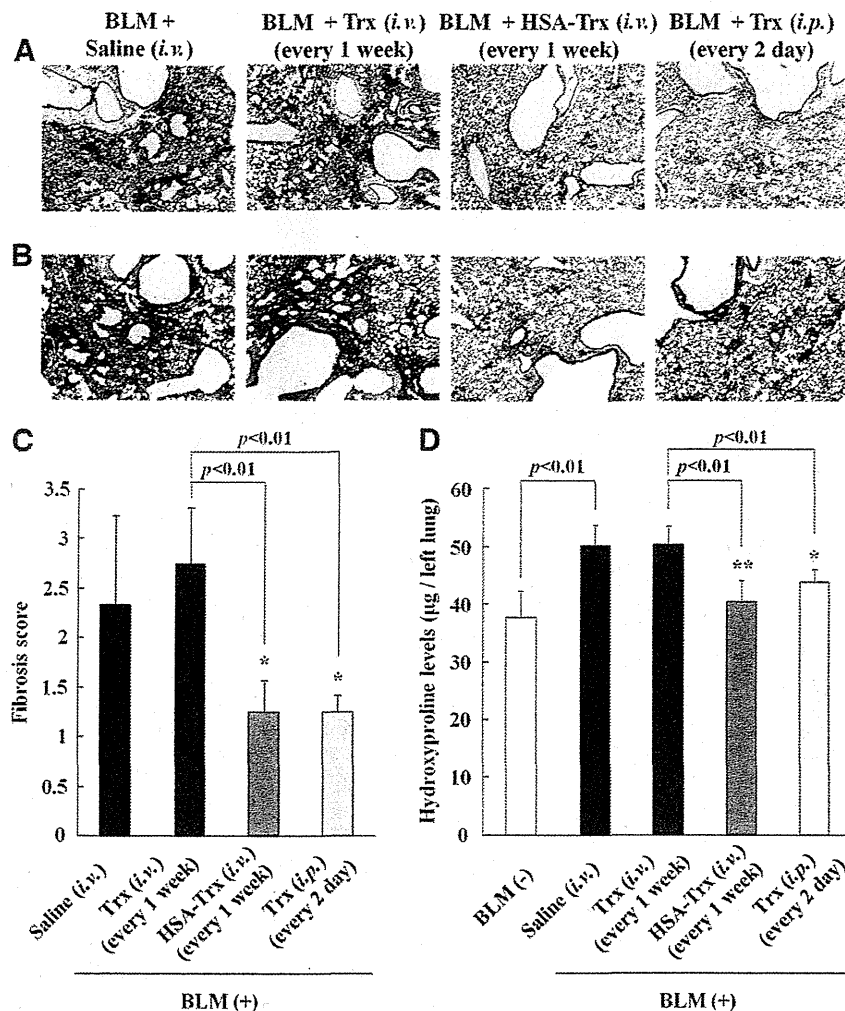 BLM +
Saline (i.v.)
BLM + Trx (i.v.)
(every 1 week)
BLM + HSA-Trx (i.v.)
(every 1 week)
BLM + Trx (i.p.)
(every 2 day)
A
B
C
p<0.01
p<0.01
3.5
3
2.5
2
1.5
1
0.5
0
Fibrosis score
*
*
Saline (i.v.)
Trx (i.v.)
(every 1 week)
HSA-Trx (i.v.)
(every 1 week)
Trx (i.p.)
(every 2 day)
BLM (+)
D
p<0.01
p<0.01
p<0.01
60
50
40
30
20
10
0
Hydroxyproline levels (µg / left lung)
**
*
BLM (-)
Saline (i.v.)
Trx (i.v.)
(every 1 week)
HSA-Trx (i.v.)
(every 1 week)
Trx (i.p.)
(every 2 day)
BLM (+)